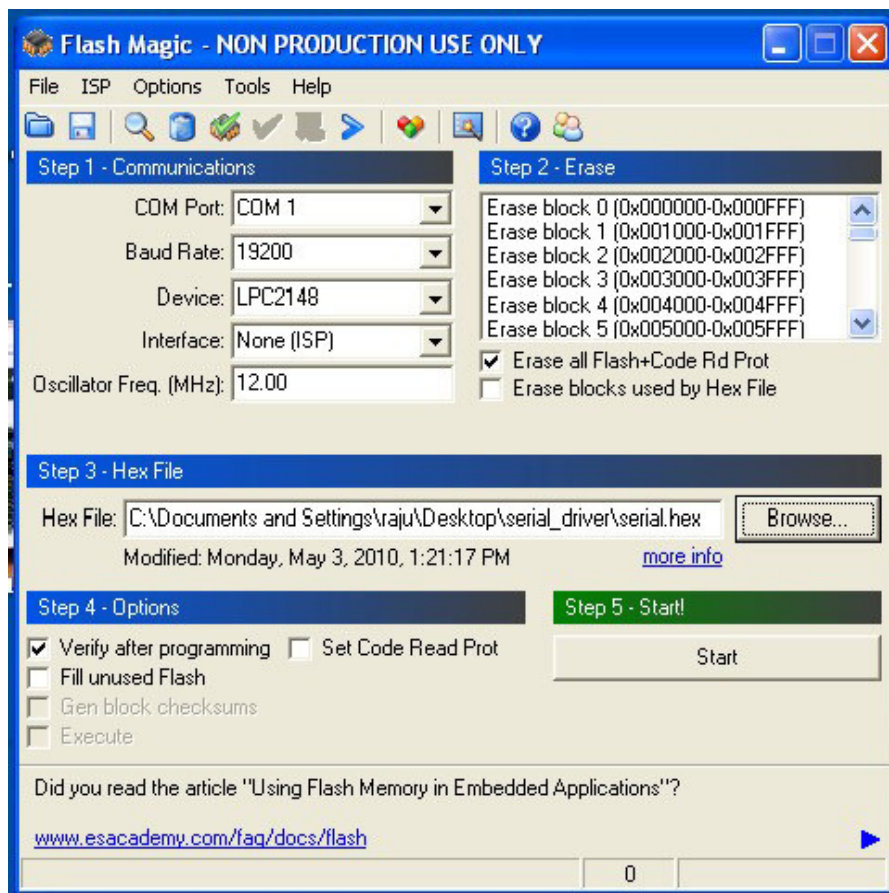 Flash Magic - NON PRODUCTION USE ONLY
File ISP Options Tools Help
Step 1 - Communications
COM Port: COM 1
Baud Rate: 19200
Device: LPC2148
Interface: None (ISP)
Oscillator Freq. (MHz): 12.00
Step 2 - Erase
Erase block 0 (0x000000-0x000FFF)
Erase block 1 (0x001000-0x001FFF)
Erase block 2 (0x002000-0x002FFF)
Erase block 3 (0x003000-0x003FFF)
Erase block 4 (0x004000-0x004FFF)
Erase block 5 (0x005000-0x005FFF)
Erase all Flash+Code Rd Prot
Erase blocks used by Hex File
Step 3 - Hex File
Hex File: C:\Documents and Settings\raju\Desktop\serial_driver\serial.hex Browse...
Modified: Monday, May 3, 2010, 1:21:17 PM more info
Step 4 - Options
Verify after programming Set Code Read Prot
Fill unused Flash
Gen block checksums
Execute
Step 5 - Start!
Start
Did you read the article "Using Flash Memory in Embedded Applications"?
www.esacademy.com/faq/docs/flash
0